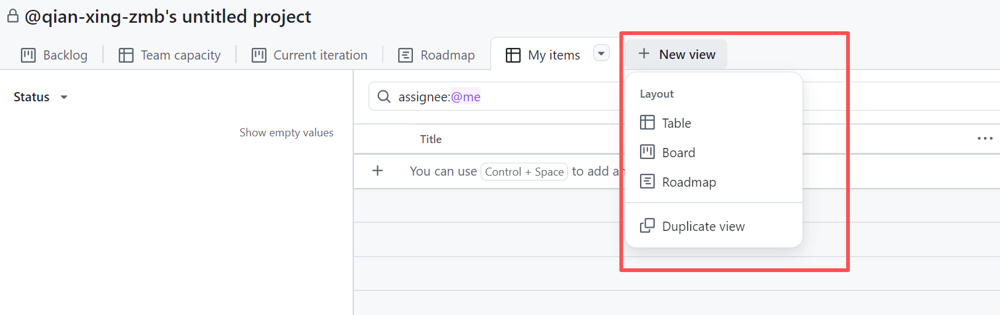 @qian-xing-zmb's untitled project
Backlog
Team capacity
Current iteration
Roadmap
My items
New view
Status
Show empty values
assignee:@me
Title
You can use Control + Space to add
Layout
Table
Board
Roadmap
Duplicate view